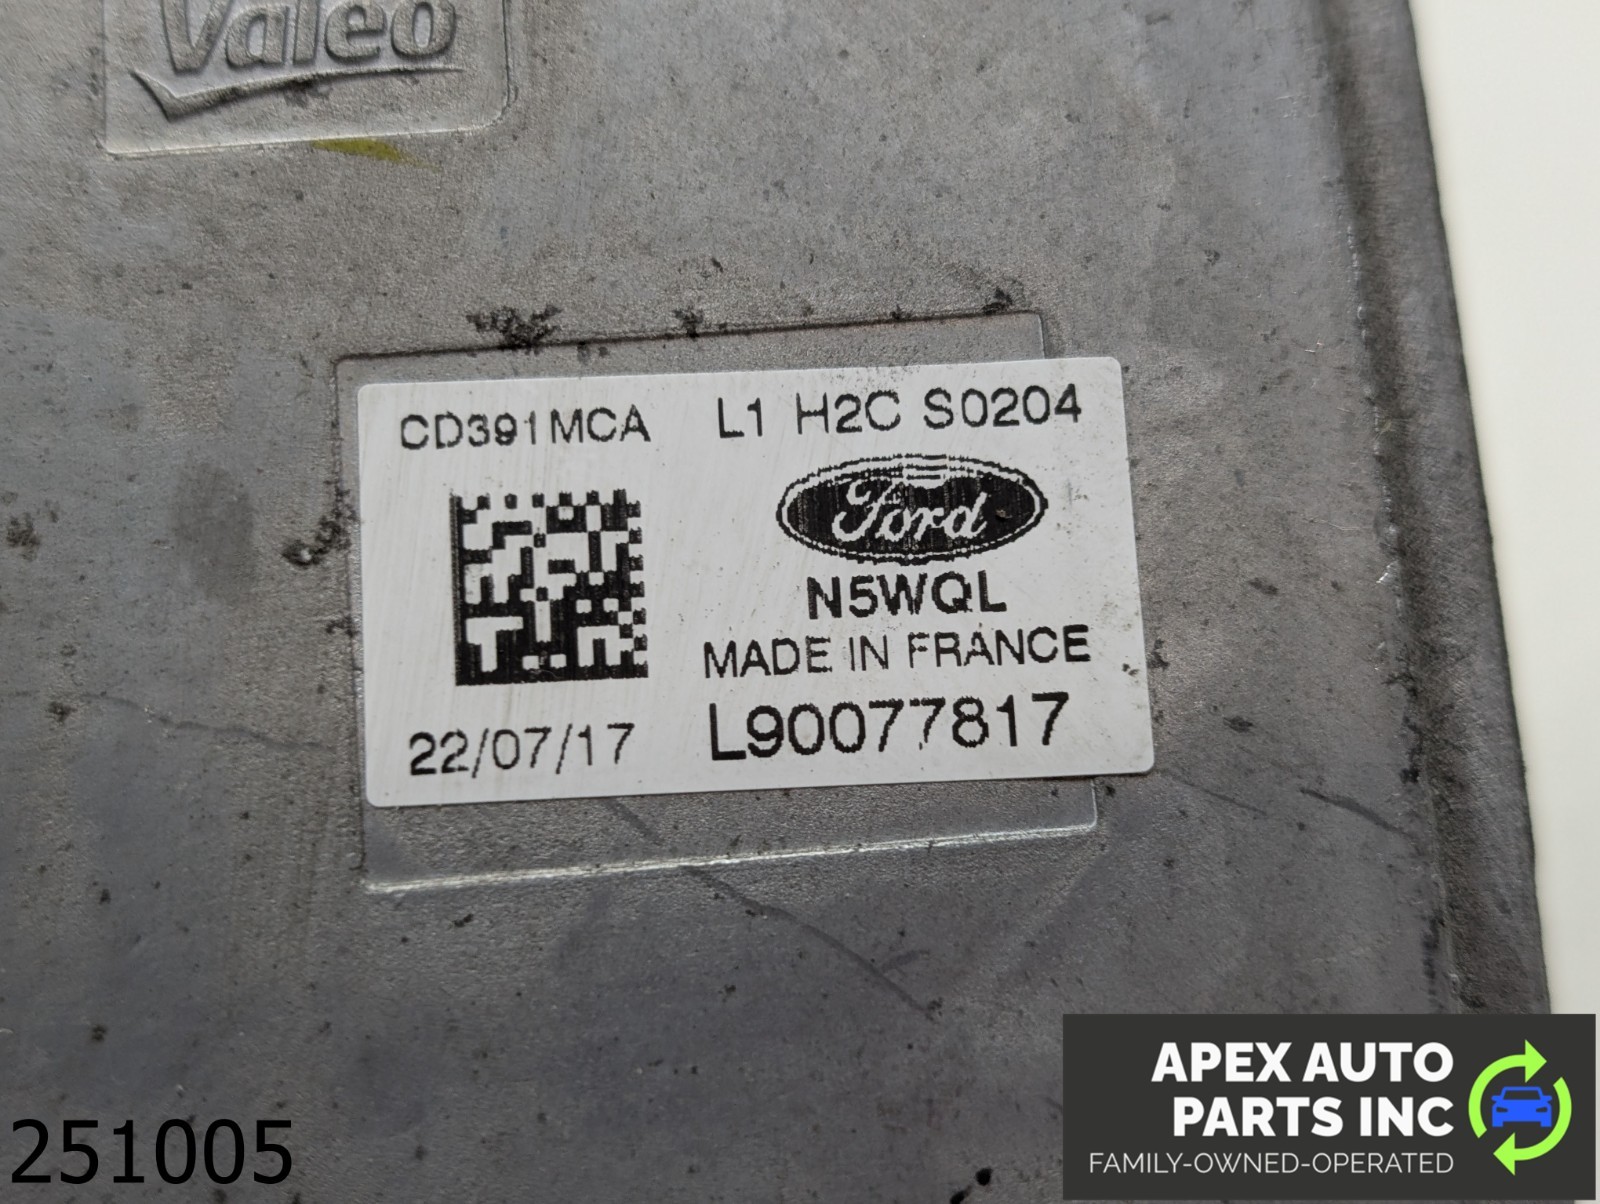 Valeo
CD391MCA L1 H2C S0204
Ford
N5WQL
MADE IN FRANCE
22/07/17 L90077817
251005
APEX AUTO
PARTS INC
FAMILY-OWNED-OPERATED